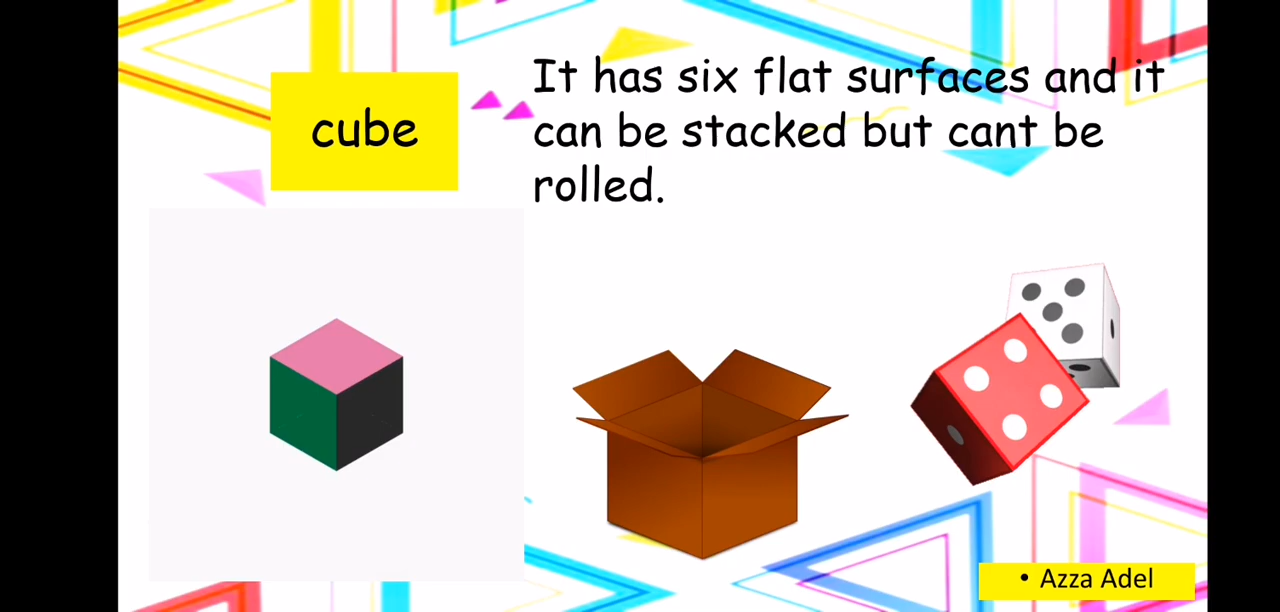 cube
It has six flat surfaces and it
can be stacked but cant be
rolled.
• Azza Adel